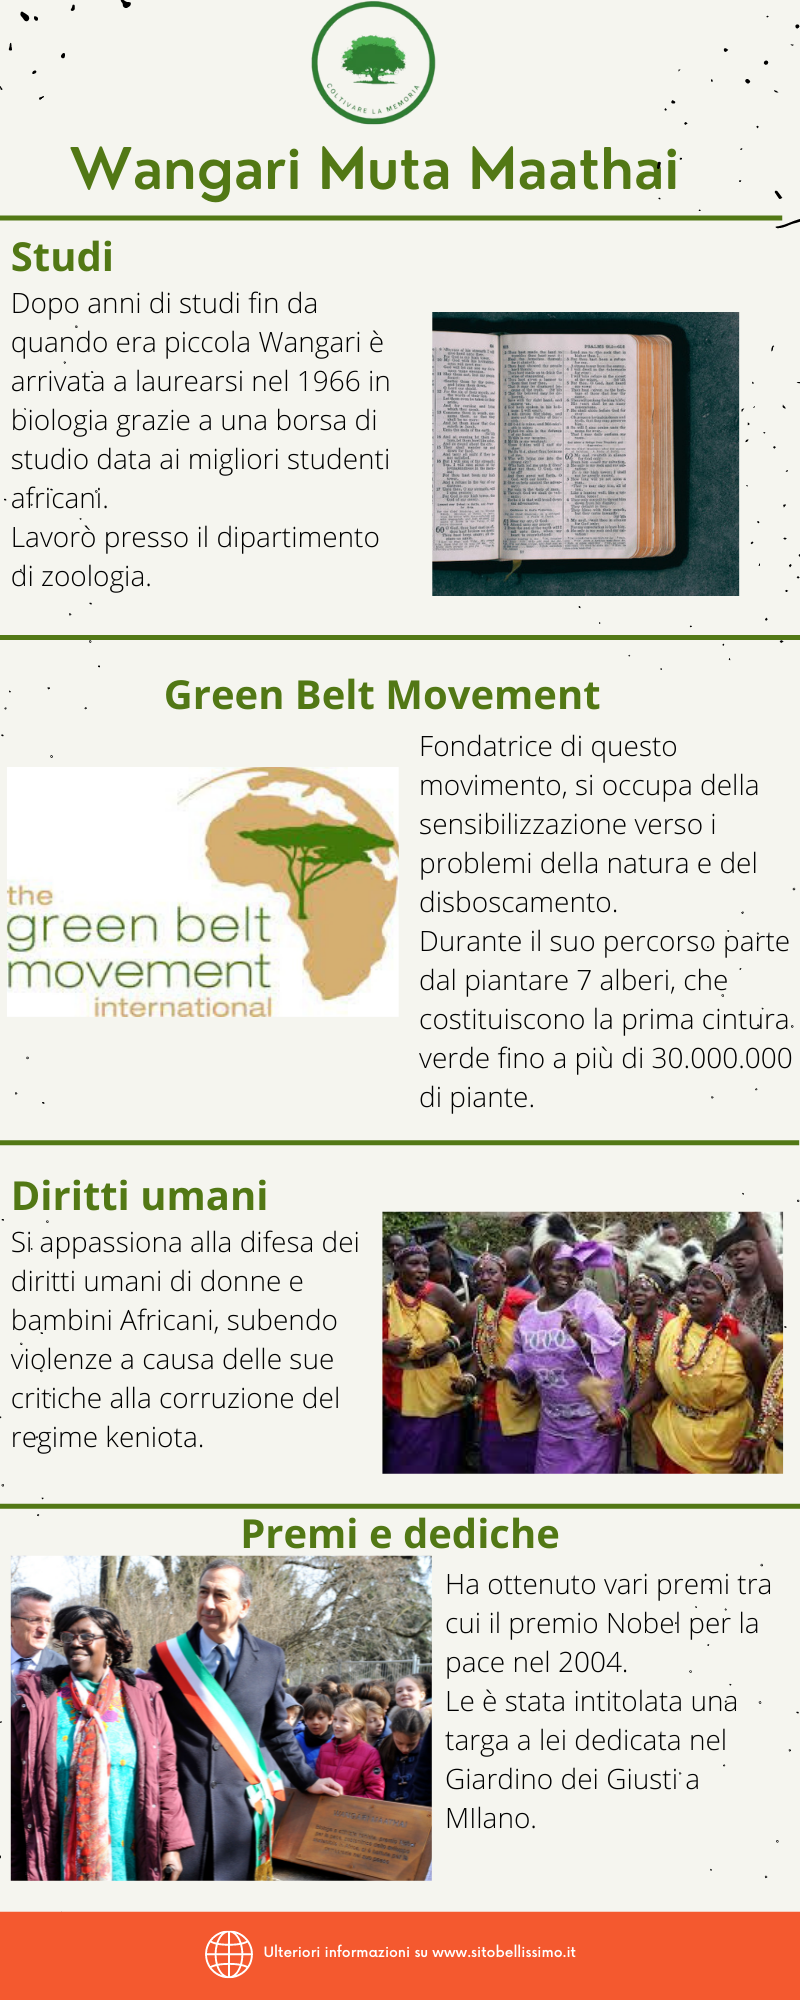 COLTIVARE LA MEMORIA
Wangari Muta Maathai
Studi
Dopo anni di studi fin da
quando era piccola Wangari è
arrivata a laurearsi nel 1966 in
biologia grazie a una borsa di
studio data ai migliori studenti
africani.
Lavorò presso il dipartimento
di zoologia.
Green Belt Movement
the
green belt
movement
international
Fondatrice di questo
movimento, si occupa della
sensibilizzazione verso i
problemi della natura e del
disboscamento.
Durante il suo percorso parte
dal piantare 7 alberi, che
costituiscono la prima cintura
verde fino a più di 30.000.000
di piante.
Diritti umani
Si appassiona alla difesa dei
diritti umani di donne e
bambini Africani, subendo
violenze a causa delle sue
critiche alla corruzione del
regime keniota.
Premi e dediche
Ha ottenuto vari premi tra
cui il premio Nobel per la
pace nel 2004.
Le è stata intitolata una
targa a lei dedicata nel
Giardino dei Giusti a
MIlano.
Ulteriori informazioni su www.sitobellissimo.it